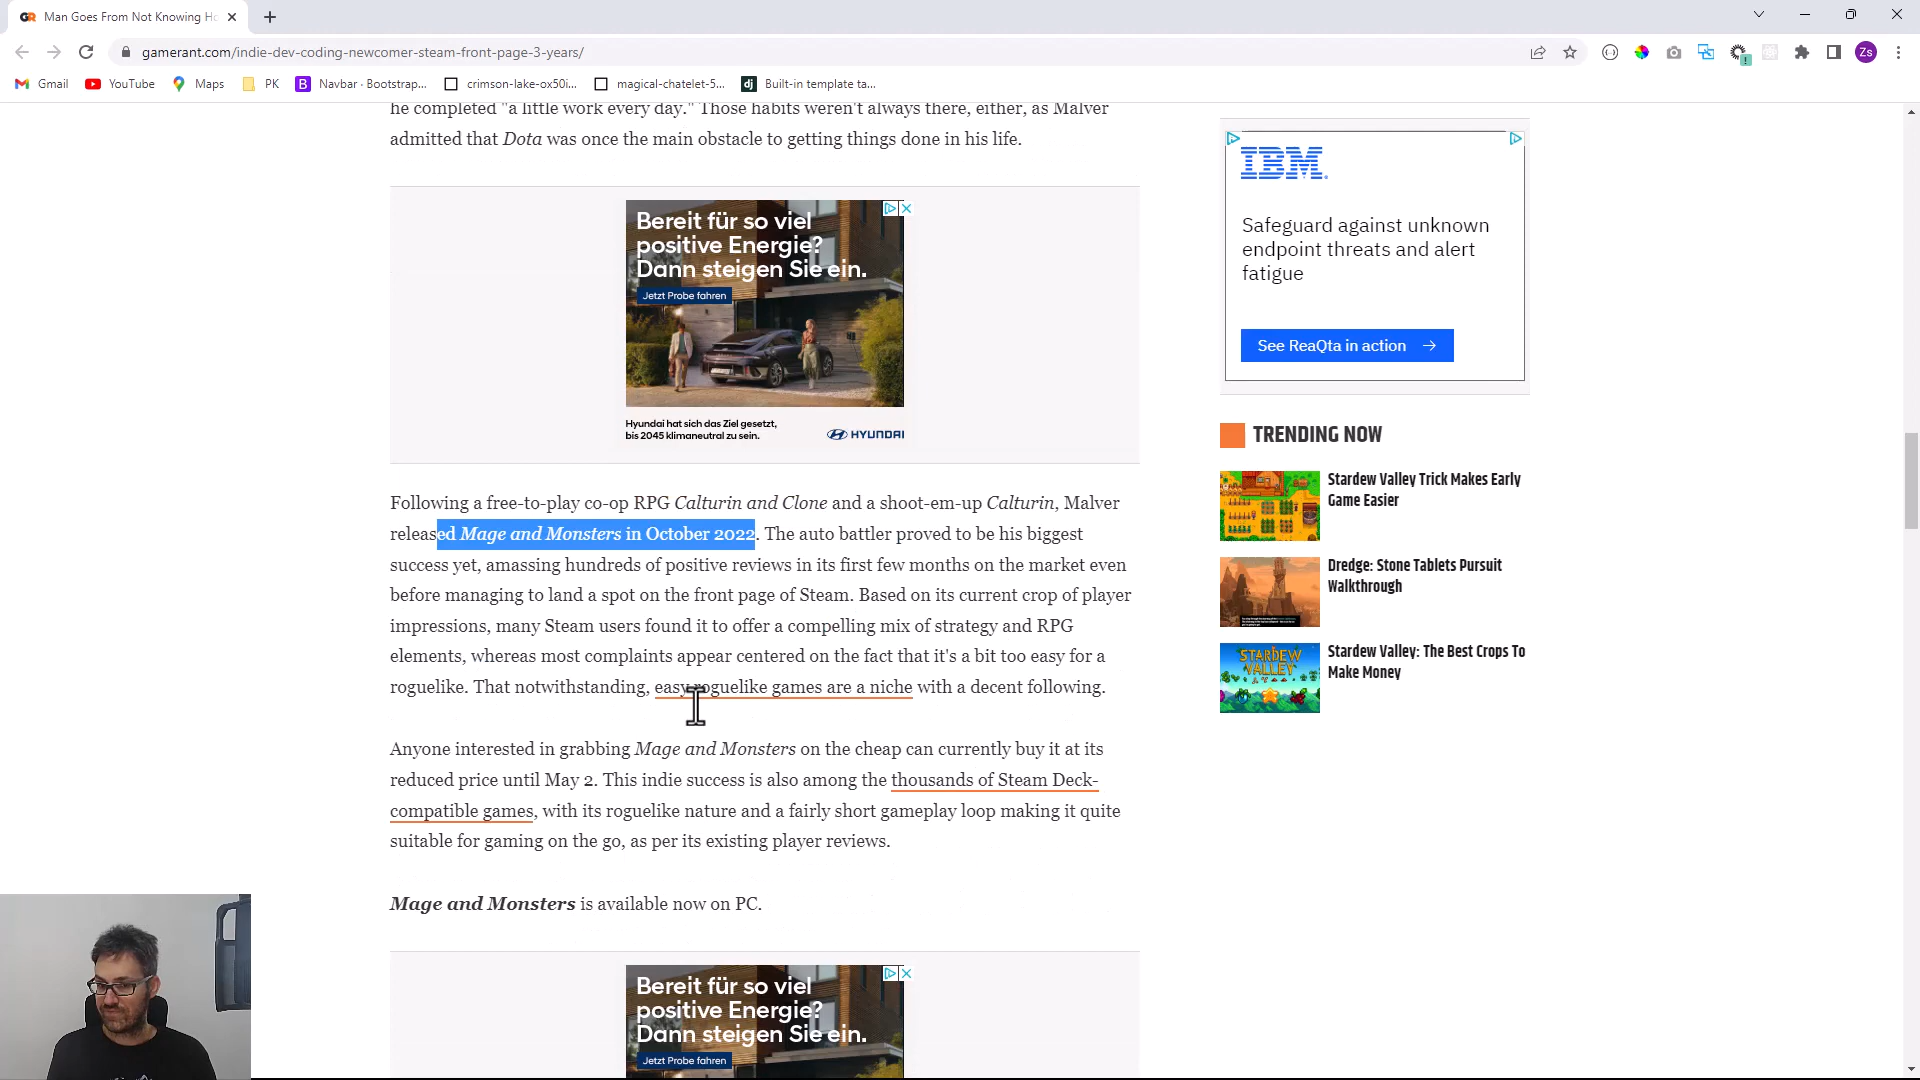 GR Man Goes From Not Knowing Ho
gamerant.com/indie-dev-coding-newcomer-steam-front-page-3-years/
Zs
Gmail YouTube Maps PK B Navbar · Bootstrap... crimson-lake-ox50i... magical-chatelet-5... dj Built-in template ta...
he completed "a little work every day." Those habits weren't always there, either, as Malver
admitted that Dota was once the main obstacle to getting things done in his life.
Bereit für so viel
positive Energie?
Dann steigen Sie ein.
Jetzt Probe fahren
Hyundai hat sich das Ziel gesetzt,
bis 2045 klimaneutral zu sein.
HYUNDAI
Following a free-to-play co-op RPG Calturin and Clone and a shoot-em-up Calturin, Malver
released Mage and Monsters in October 2022. The auto battler proved to be his biggest
success yet, amassing hundreds of positive reviews in its first few months on the market even
before managing to land a spot on the front page of Steam. Based on its current crop of player
impressions, many Steam users found it to offer a compelling mix of strategy and RPG
elements, whereas most complaints appear centered on the fact that it's a bit too easy for a
roguelike. That notwithstanding, easy roguelike games are a niche with a decent following.
Anyone interested in grabbing Mage and Monsters on the cheap can currently buy it at its
reduced price until May 2. This indie success is also among the thousands of Steam Deck-
compatible games, with its roguelike nature and a fairly short gameplay loop making it quite
suitable for gaming on the go, as per its existing player reviews.
Mage and Monsters is available now on PC.
Bereit für so viel
positive Energie?
Dann steigen Sie ein.
Jetzt Probe fahren
IBM
Safeguard against unknown
endpoint threats and alert
fatigue
See ReaQta in action →
TRENDING NOW
Stardew Valley Trick Makes Early
Game Easier
Dredge: Stone Tablets Pursuit
Walkthrough
STARDEW
VALLEY
Stardew Valley: The Best Crops To
Make Money